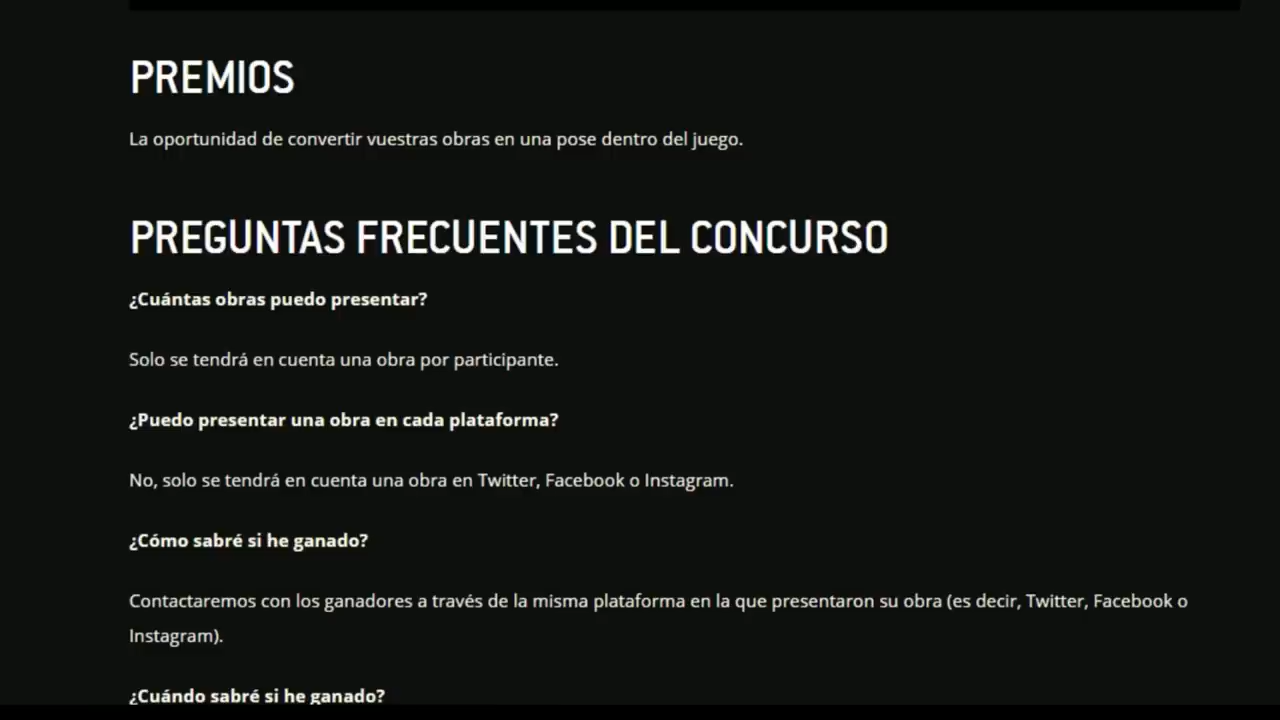 PREMIOS
La oportunidad de convertir vuestras obras en una pose dentro del juego.
PREGUNTAS FRECUENTES DEL CONCURSO
¿Cuántas obras puedo presentar?
Solo se tendrá en cuenta una obra por participante.
¿Puedo presentar una obra en cada plataforma?
No, solo se tendrá en cuenta una obra en Twitter, Facebook o Instagram.
¿Cómo sabré si he ganado?
Contactaremos con los ganadores a través de la misma plataforma en la que presentaron su obra (es decir, Twitter, Facebook o
Instagram).
¿Cuándo sabré si he ganado?